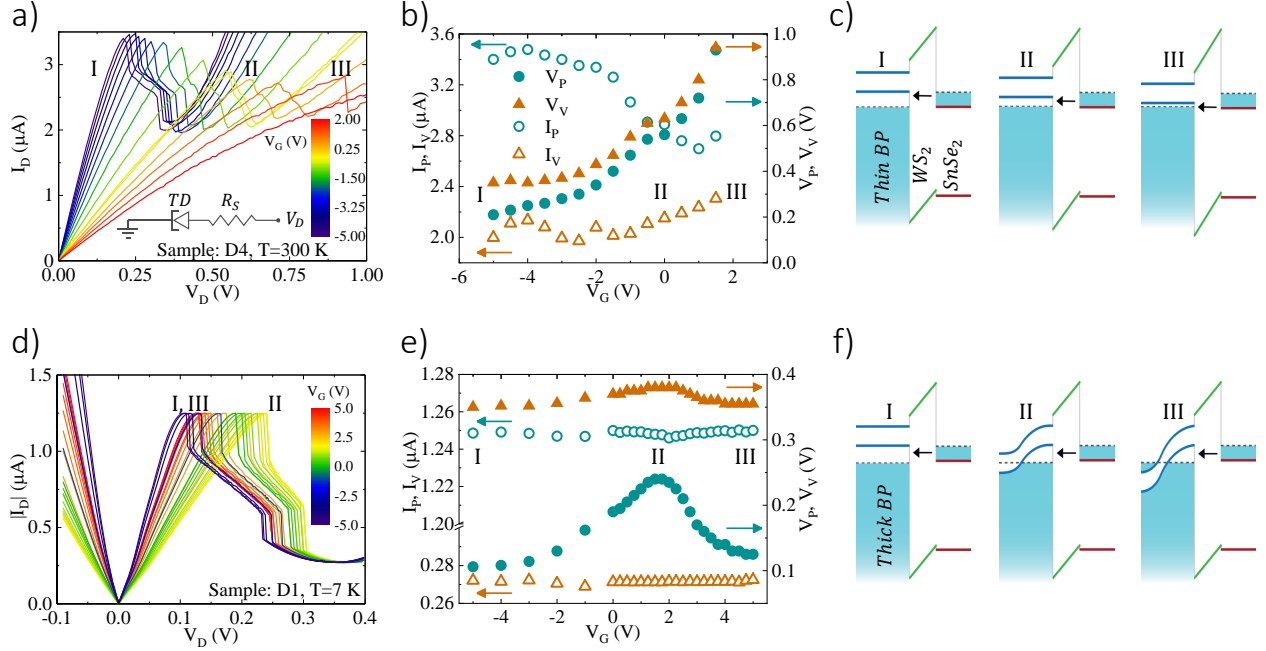 a)
3
2
1
0
0.00
0.25
0.50
0.75
1.00
I_D (μA)
V_D (V)
I
II
III
V_G (V)
2.00
0.25
-1.50
-3.25
-5.00
TD
R_S
V_D
Sample: D4, T=300 K
b)
3.6
3.2
2.8
2.4
2.0
1.0
0.8
0.6
0.4
0.2
0.0
-6
-4
-2
0
2
4
I_P, I_V (μA)
V_P, V_V (V)
V_G (V)
V_P
V_V
I_P
I_V
I
II
III
c)
I
II
III
Thin BP
WS_2
SnSe_2
d)
1.5
1.0
0.5
0.0
-0.1
0.0
0.1
0.2
0.3
0.4
|I_D| (μA)
V_D (V)
I, III
II
V_G (V)
5.0
2.5
0.0
-2.5
-5.0
Sample: D1, T=7 K
e)
1.28
1.26
1.24
1.22
1.20
0.28
0.27
0.26
0.4
0.3
0.2
0.1
-4
-2
0
2
4
I_P, I_V (μA)
V_P, V_V (V)
V_G (V)
I
II
III
f)
I
II
III
Thick BP